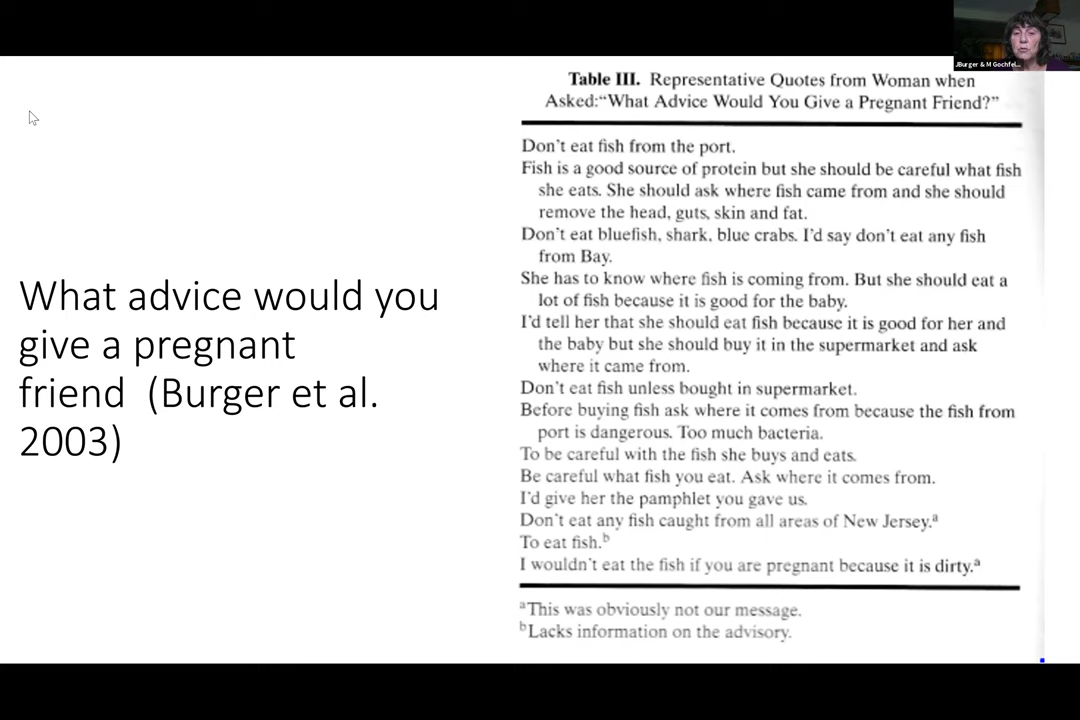 JBurger & M Gochfel...
What advice would you
give a pregnant
friend (Burger et al.
2003)
Table III. Representative Quotes from Woman when
Asked:“What Advice Would You Give a Pregnant Friend?”
Don't eat fish from the port.
Fish is a good source of protein but she should be careful what fish
she eats. She should ask where fish came from and she should
remove the head, guts, skin and fat.
Don't eat bluefish, shark, blue crabs. I'd say don't eat any fish
from Bay.
She has to know where fish is coming from. But she should eat a
lot of fish because it is good for the baby.
I'd tell her that she should eat fish because it is good for her and
the baby but she should buy it in the supermarket and ask
where it came from.
Don't eat fish unless bought in supermarket.
Before buying fish ask where it comes from because the fish from
port is dangerous. Too much bacteria.
To be careful with the fish she buys and eats.
Be careful what fish you eat. Ask where it comes from.
I'd give her the pamphlet you gave us.
Don't eat any fish caught from all areas of New Jersey.a
To eat fish.b
I wouldn't eat the fish if you are pregnant because it is dirty.a
aThis was obviously not our message.
bLacks information on the advisory.